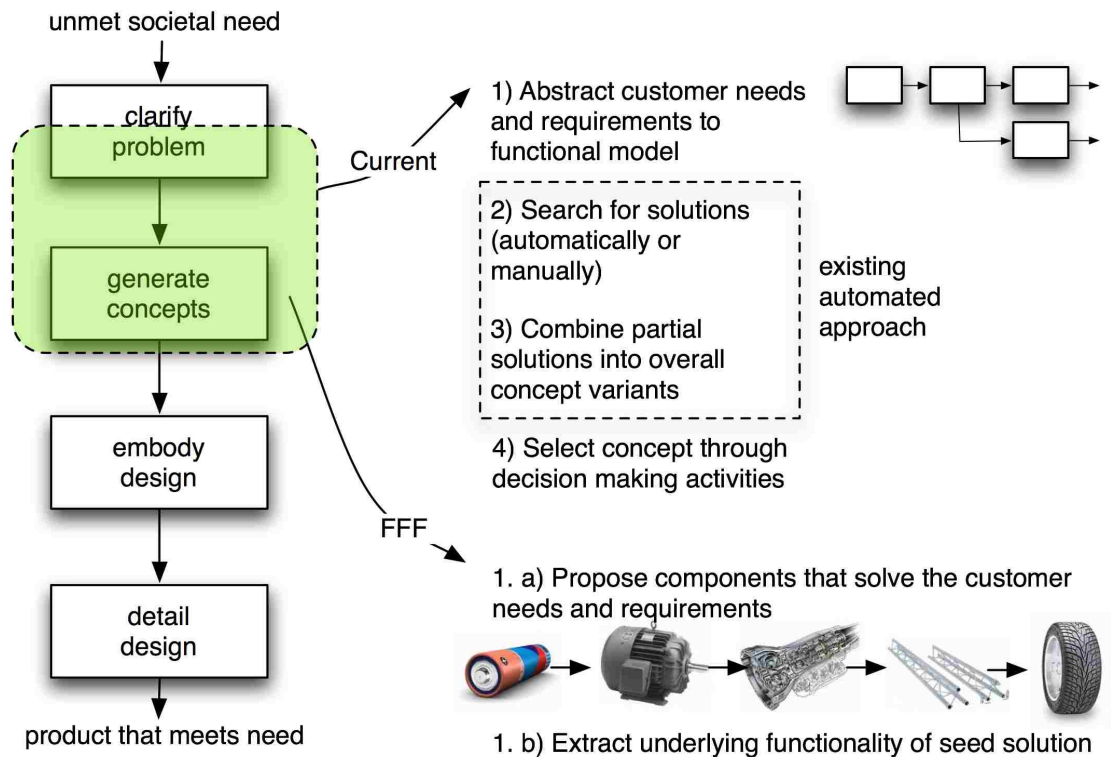 unmet societal need
clarify
problem
generate
concepts
embody
design
detail
design
product that meets need
Current
FFF
1) Abstract customer needs
and requirements to
functional model
2) Search for solutions
(automatically or
manually)
3) Combine partial
solutions into overall
concept variants
existing
automated
approach
4) Select concept through
decision making activities
1. a) Propose components that solve the customer
needs and requirements
1. b) Extract underlying functionality of seed solution